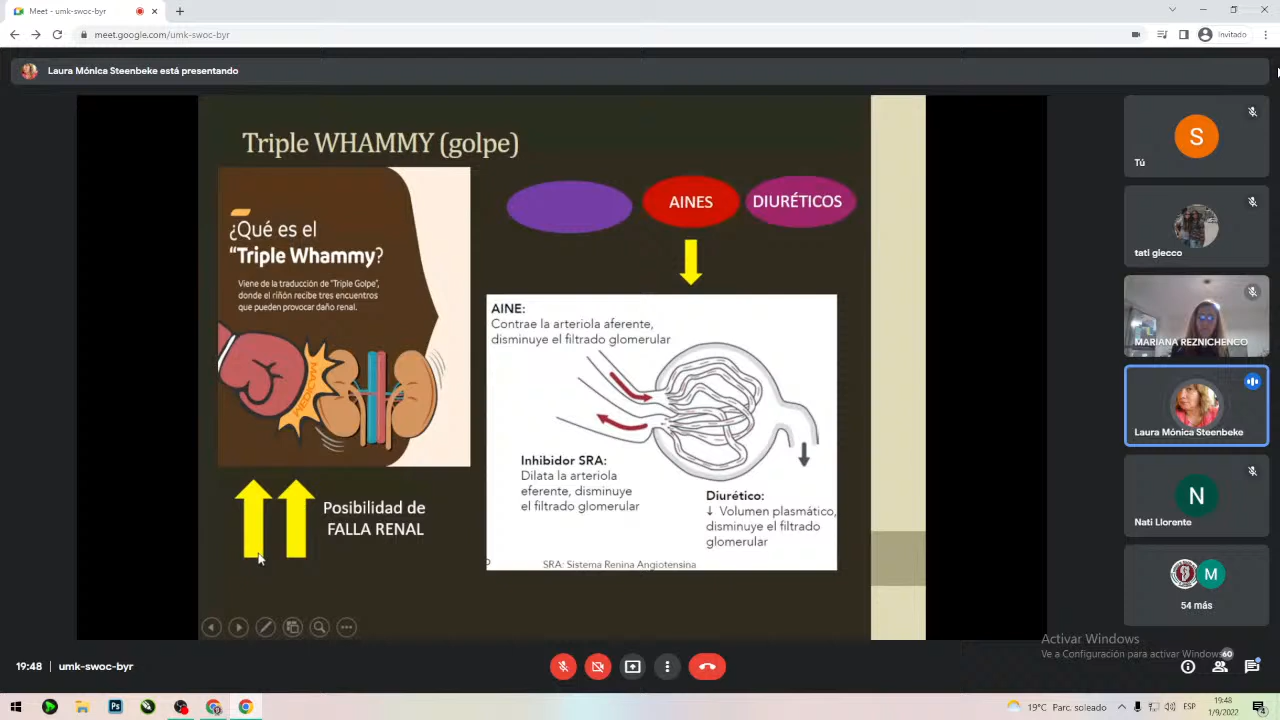 Meet - umk-swoc-byr
meet.google.com/umk-swoc-byr
Invitado
Laura Mónica Steenbeke está presentando
Triple WHAMMY (golpe)
¿Qué es el
“Triple Whammy?
Viene de la traducción de “Triple Golpe”,
donde el riñón recibe tres encuentros
que pueden provocar daño renal.
Posibilidad de
FALLA RENAL
AINES
DIURÉTICOS
AINE:
Contrae la arteriola aferente,
disminuye el filtrado glomerular
Inhibidor SRA:
Dilata la arteriola
eferente, disminuye
el filtrado glomerular
Diurético:
↓ Volumen plasmático,
disminuye el filtrado
glomerular
SRA: Sistema Renina Angiotensina
S
Tú
tati giecco
MARIANA REZNICHENCO
Laura Mónica Steenbeke
N
Nati Llorente
M
54 más
Activar Windows
Ve a Configuración para activar Windows.
60
19:48
umk-swoc-byr
Ps
19°C Parc. soleado
ESP
19:48
1/9/2022
4